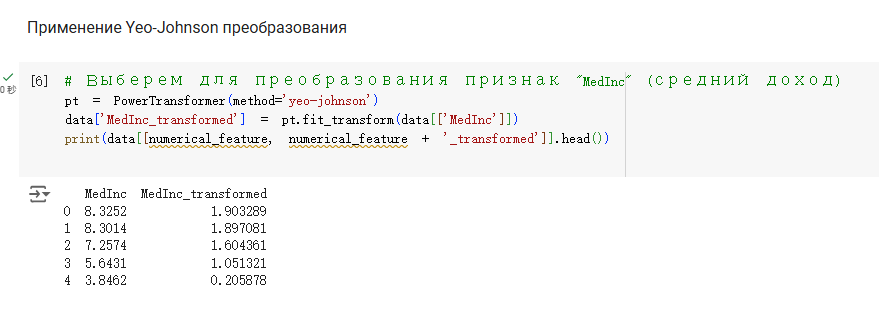 Применение Yeo-Johnson преобразования
[6] # Выберем для преобразования признак "MedInc" (средний доход)
0秒
pt = PowerTransformer(method='yeo-johnson')
data['MedInc_transformed'] = pt.fit_transform(data[['MedInc']])
print(data[[numerical_feature, numerical_feature + '_transformed']].head())
MedInc MedInc_transformed
0 8.3252 1.903289
1 8.3014 1.897081
2 7.2574 1.604361
3 5.6431 1.051321
4 3.8462 0.205878